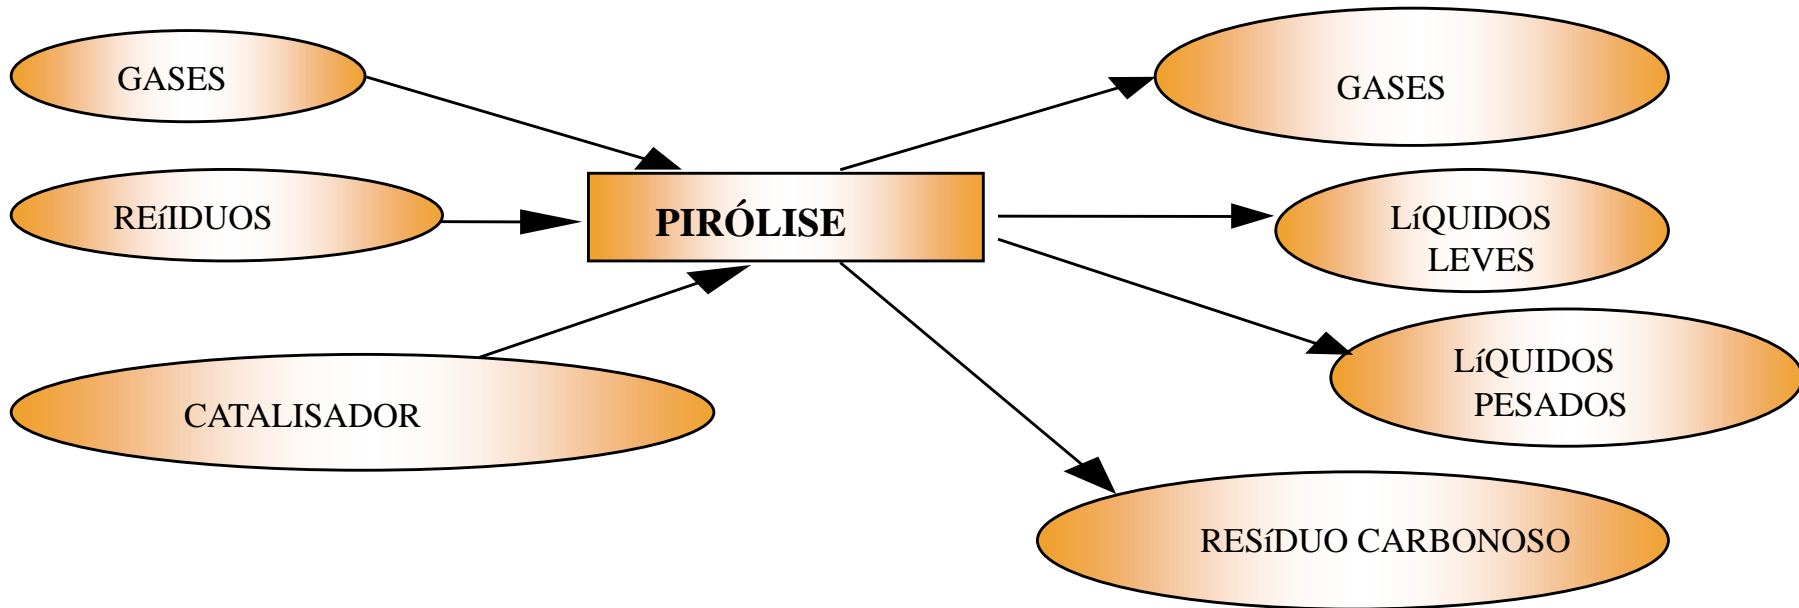 GASES
GASES
REíIDUOS
PIRÓLISE
LíQUIDOS
LEVES
CATALISADOR
LíQUIDOS
PESADOS
RESíDUO CARBONOSO